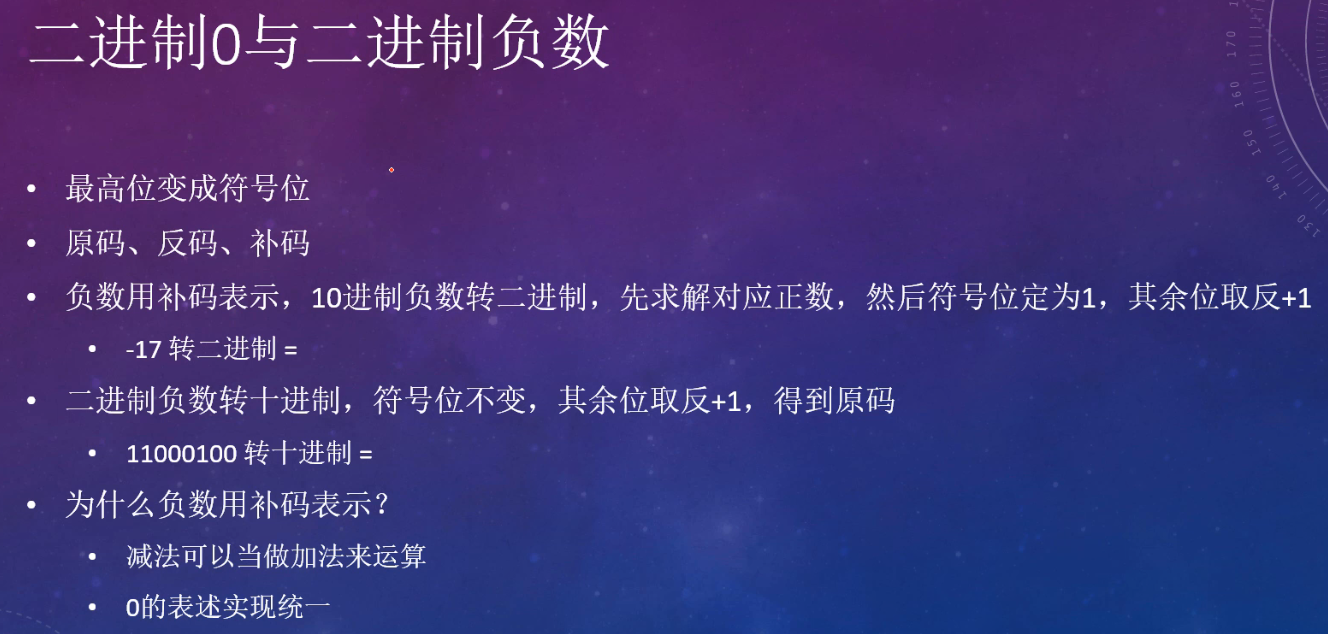 二进制0与二进制负数
• 最高位变成符号位
• 原码、反码、补码
• 负数用补码表示，10进制负数转二进制，先求解对应正数，然后符号位定为1，其余位取反+1
• -17 转二进制 =
• 二进制负数转十进制，符号位不变，其余位取反+1，得到原码
• 11000100 转十进制 =
• 为什么负数用补码表示？
• 减法可以当做加法来运算
• 0的表述实现统一
170
160
150
140
130